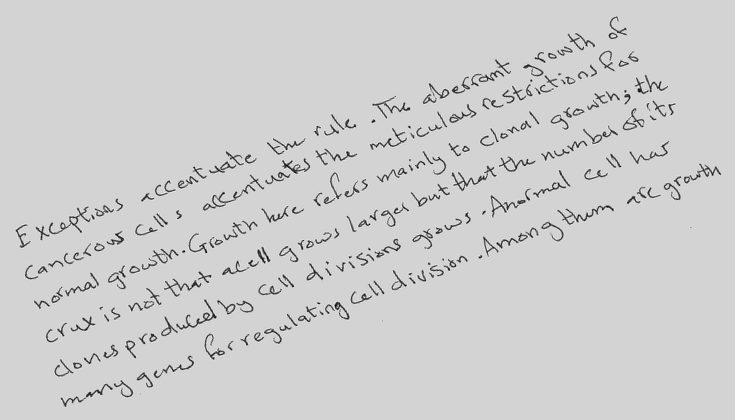 Exceptions accentuate the rule. The aberrant growth of
cancerous cells accentuates the meticulous restrictions for
normal growth. Growth here refers mainly to clonal growth; the
crux is not that a cell grows larger but that the number of its
clones produced by cell divisions grows. A normal cell has
many genes for regulating cell division. Among them are growth